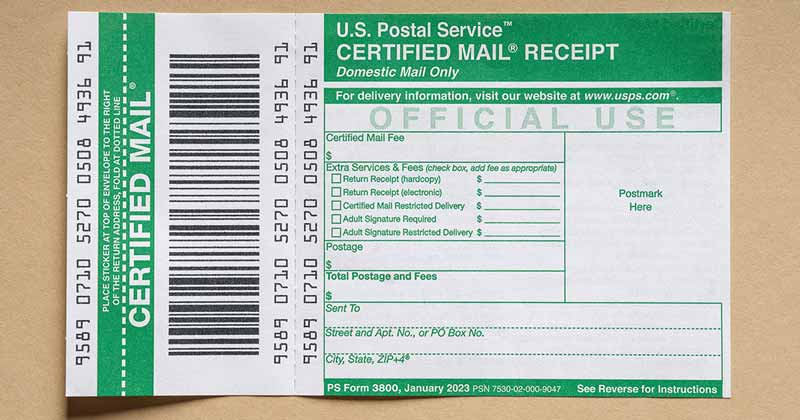 9589 0710 5270 0508 4936 91
PLACE STICKER AT TOP OF ENVELOPE TO THE RIGHT
OF THE RETURN ADDRESS, FOLD AT DOTTED LINE
CERTIFIED MAIL®
9589 0710 5270 0508 4936 91
9589 0710 5270 0508 4936 91
U.S. Postal Service™
CERTIFIED MAIL® RECEIPT
Domestic Mail Only
For delivery information, visit our website at www.usps.com®.
OFFICIAL USE
Certified Mail Fee
$
Extra Services & Fees (check box, add fee as appropriate)
Return Receipt (hardcopy) $
Return Receipt (electronic) $
Certified Mail Restricted Delivery $
Adult Signature Required $
Adult Signature Restricted Delivery $
Postmark
Here
Postage
$
Total Postage and Fees
$
Sent To
Street and Apt. No., or PO Box No.
City, State, ZIP+4®
PS Form 3800, January 2023 PSN 7530-02-000-9047 See Reverse for Instructions